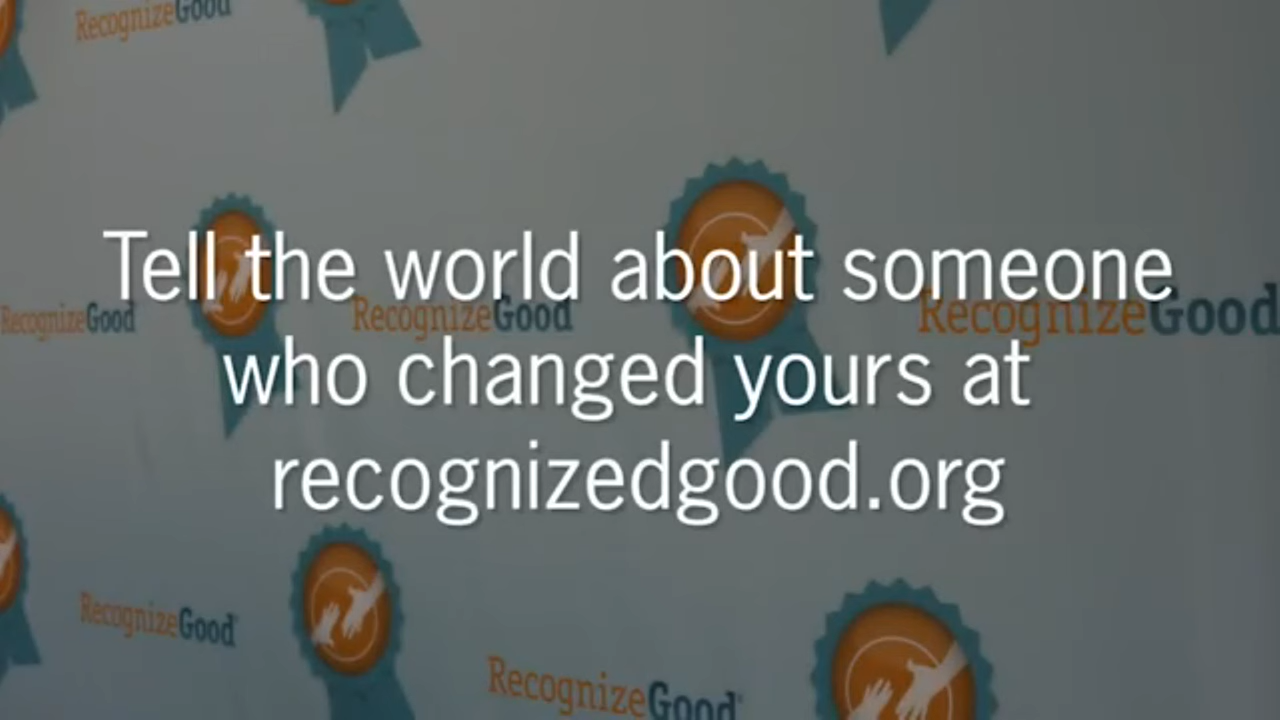 RecognizeGood
Tell the world about someone
RecognizeGood
RecognizeGood
RecognizeGood
who changed yours at
recognizedgood.org
RecognizeGood
RecognizeGood